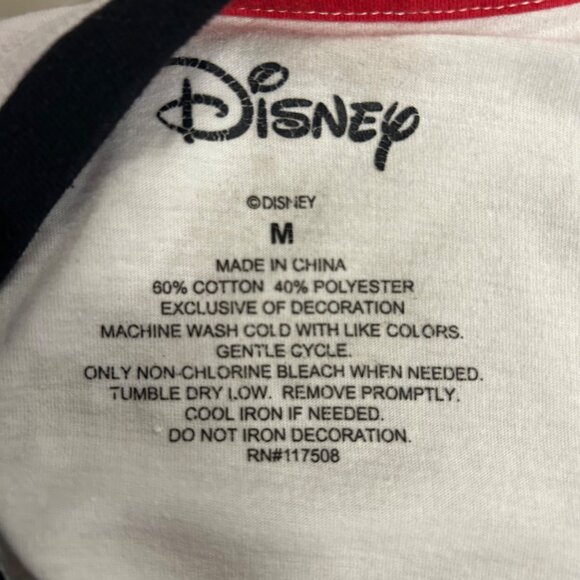 Disney
©DISNEY
M
MADE IN CHINA
60% COTTON 40% POLYESTER
EXCLUSIVE OF DECORATION
MACHINE WASH COLD WITH LIKE COLORS.
GENTLE CYCLE.
ONLY NON-CHLORINE BLEACH WHEN NEEDED.
TUMBLE DRY LOW. REMOVE PROMPTLY.
COOL IRON IF NEEDED.
DO NOT IRON DECORATION.
RN#117508